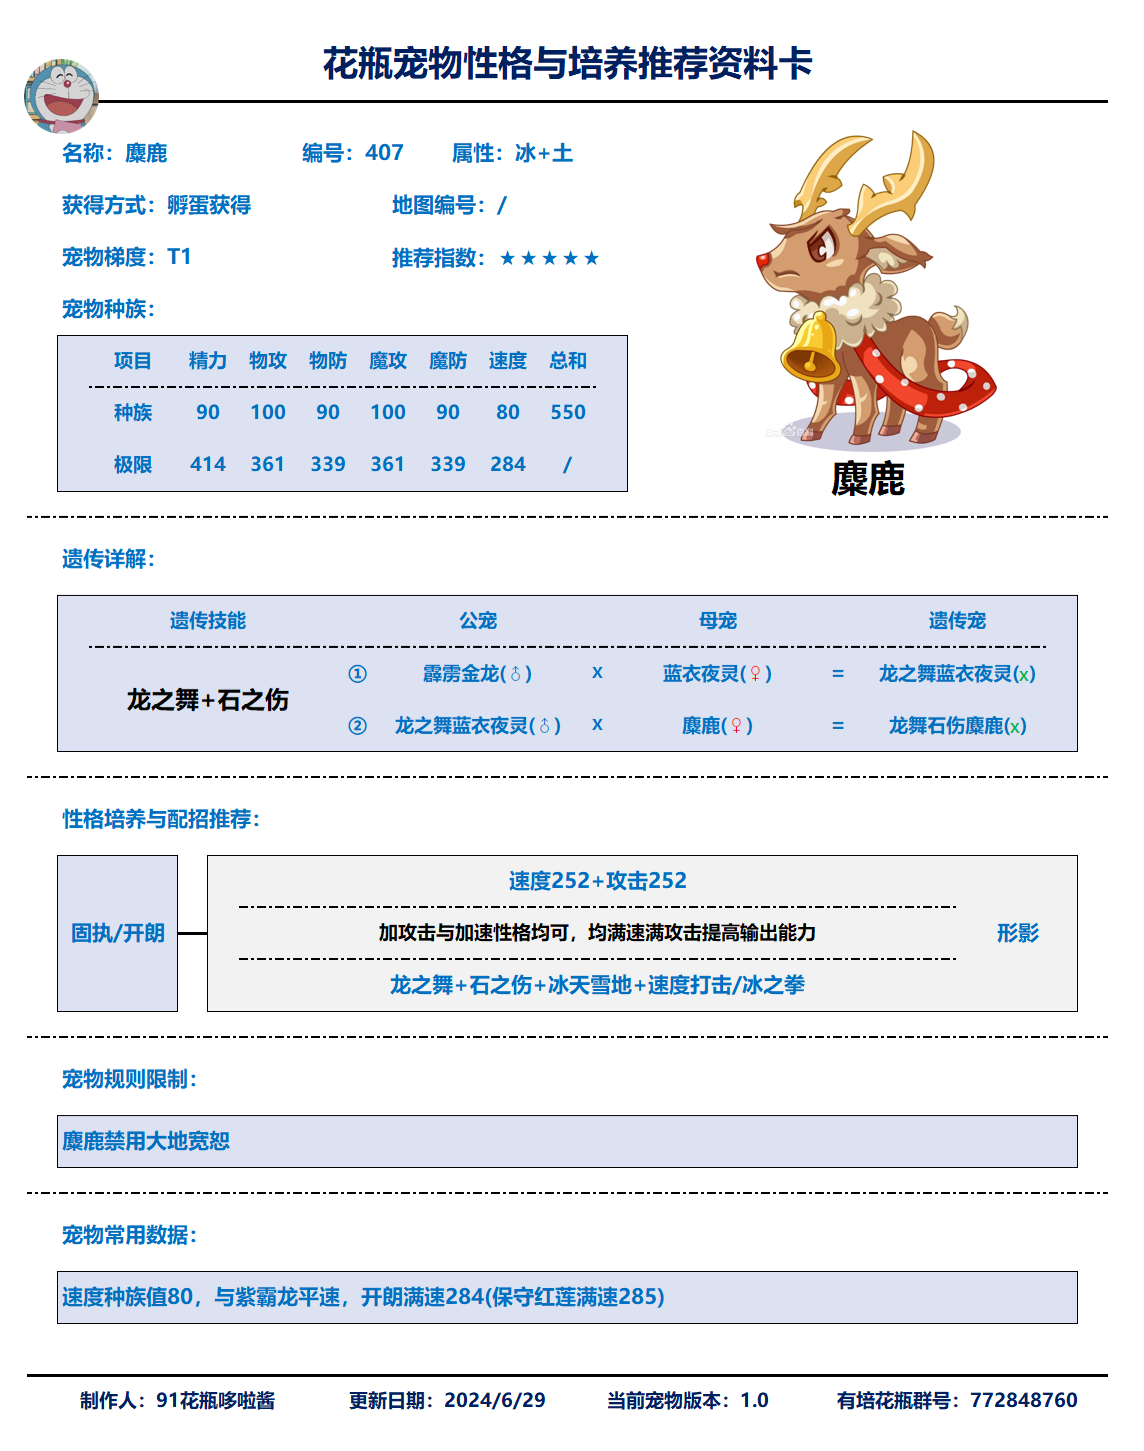 花瓶宠物性格与培养推荐资料卡
名称：麋鹿 编号：407 属性：冰+土
获得方式：孵蛋获得 地图编号：/
宠物梯度：T1 推荐指数：★★★★★
宠物种族：
项目 精力 物攻 物防 魔攻 魔防 速度 总和
种族 90 100 90 100 90 80 550
极限 414 361 339 361 339 284 /
麋鹿
遗传详解：
遗传技能 公宠 母宠 遗传宠
① 霹雳金龙(♂) X 蓝衣夜灵(♀) = 龙之舞蓝衣夜灵(x)
龙之舞+石之伤
② 龙之舞蓝衣夜灵(♂) X 麋鹿(♀) = 龙舞石伤麋鹿(x)
性格培养与配招推荐：
速度252+攻击252
固执/开朗 加攻击与加速性格均可，均满速满攻击提高输出能力 形影
龙之舞+石之伤+冰天雪地+速度打击/冰之拳
宠物规则限制：
麋鹿禁用大地宽恕
宠物常用数据：
速度种族值80，与紫霸龙平速，开朗满速284(保守红莲满速285)
制作人：91花瓶哆啦酱 更新日期：2024/6/29 当前宠物版本：1.0 有培花瓶群号：772848760